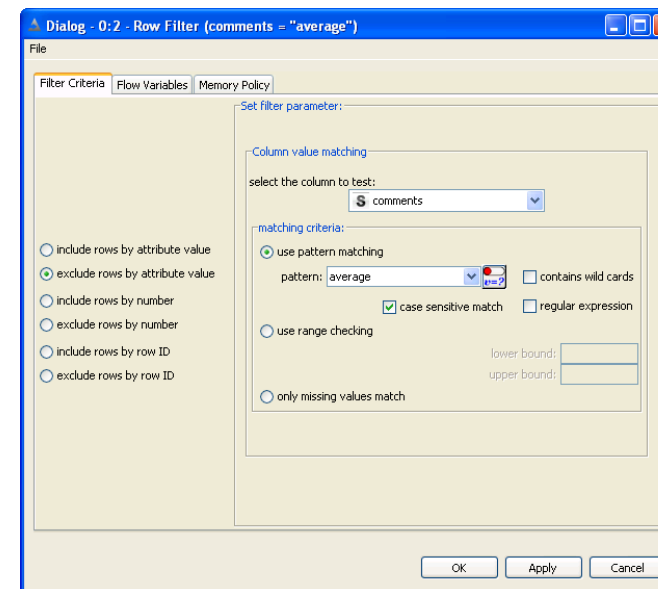 Dialog - 0:2 - Row Filter (comments = "average")
File
Filter Criteria Flow Variables Memory Policy
Set filter parameter:
Column value matching
select the column to test:
S comments
matching criteria:
include rows by attribute value
use pattern matching
exclude rows by attribute value
pattern: average v=? contains wild cards
include rows by number
case sensitive match regular expression
exclude rows by number
use range checking
include rows by row ID
lower bound:
exclude rows by row ID
upper bound:
only missing values match
OK Apply Cancel